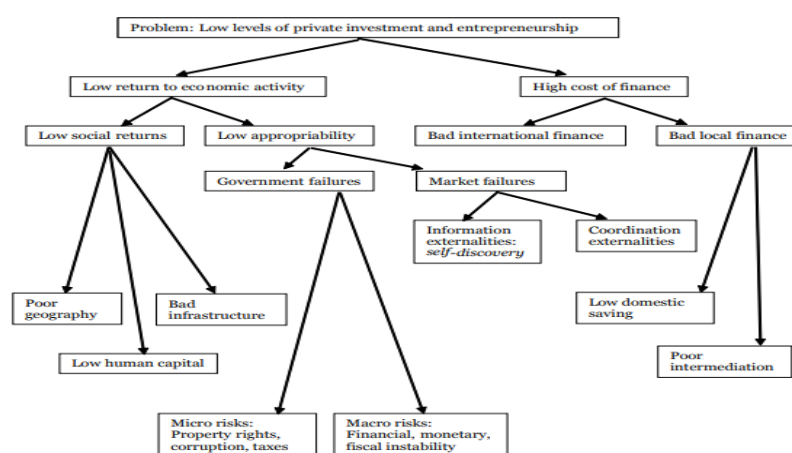 Problem: Low levels of private investment and entrepreneurship
Low return to economic activity
High cost of finance
Low social returns
Low appropriability
Bad international finance
Bad local finance
Government failures
Market failures
Information
externalities:
self-discovery
Coordination
externalities
Poor
geography
Bad
infrastructure
Low domestic
saving
Low human capital
Poor
intermediation
Micro risks:
Property rights,
corruption, taxes
Macro risks:
Financial, monetary,
fiscal instability